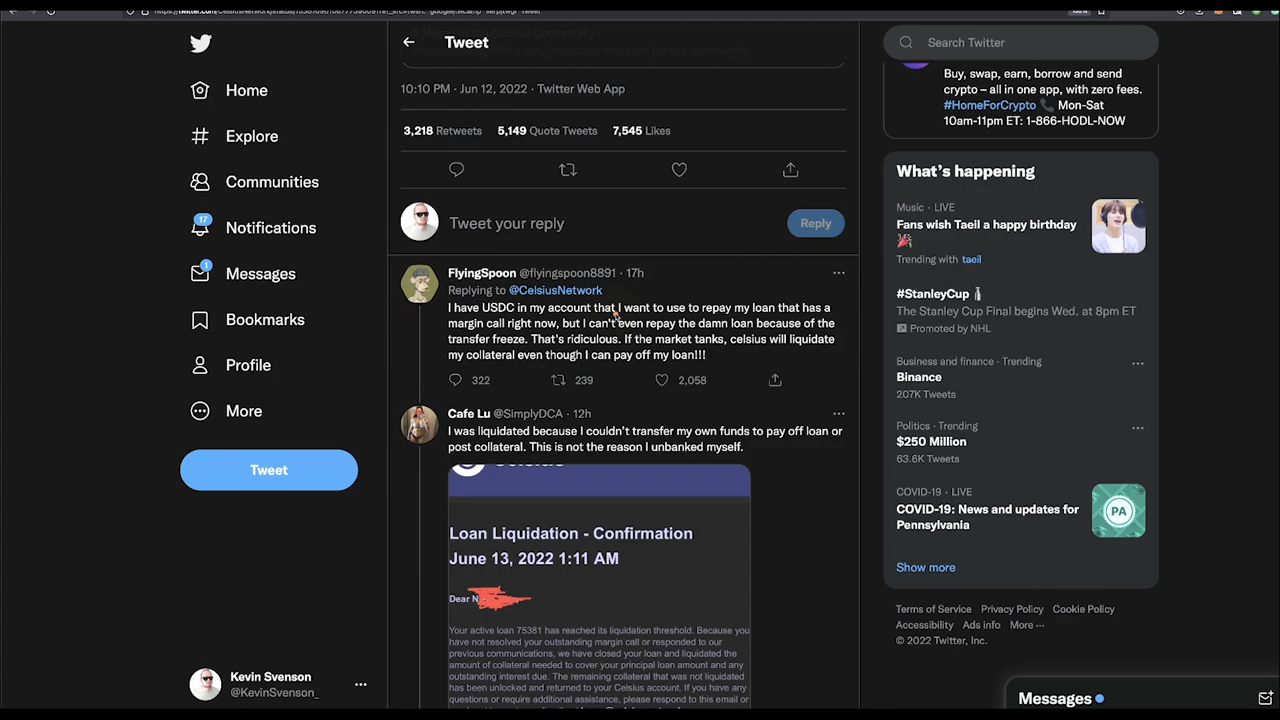 Home
Explore
Communities
17
Notifications
1
Messages
Bookmarks
Profile
More
Tweet
Kevin Svenson
@KevinSvenson_
Tweet
10:10 PM · Jun 12, 2022 · Twitter Web App
3,218 Retweets 5,149 Quote Tweets 7,545 Likes
Tweet your reply
Reply
FlyingSpoon @flyingspoon8891 · 17h
Replying to @CelsiusNetwork
I have USDC in my account that I want to use to repay my loan that has a
margin call right now, but I can't even repay the damn loan because of the
transfer freeze. That's ridiculous. If the market tanks, celsius will liquidate
my collateral even though I can pay off my loan!!!
322 239 2,058
Cafe Lu @SimplyDCA · 12h
I was liquidated because I couldn't transfer my own funds to pay off loan or
post collateral. This is not the reason I unbanked myself.
Loan Liquidation - Confirmation
June 13, 2022 1:11 AM
Dear N
Your active loan 75381 has reached its liquidation threshold. Because you
have not resolved your outstanding margin call or responded to our
previous communications, we have closed your loan and liquidated the
amount of collateral needed to cover your principal loan amount and any
outstanding interest due. The remaining collateral that was not liquidated
has been unlocked and returned to your Celsius account. If you have any
questions or require additional assistance, please respond to this email or
Search Twitter
Buy, swap, earn, borrow and send
crypto – all in one app, with zero fees.
#HomeForCrypto 📞 Mon-Sat
10am-11pm ET: 1-866-HODL-NOW
What's happening
Music · LIVE
Fans wish Taeil a happy birthday
🎉
Trending with taeil
#StanleyCup
The Stanley Cup Final begins Wed. at 8pm ET
Promoted by NHL
Business and finance · Trending
Binance
207K Tweets
Politics · Trending
$250 Million
63.6K Tweets
COVID-19 · LIVE
COVID-19: News and updates for
Pennsylvania
PA
Show more
Terms of Service Privacy Policy Cookie Policy
Accessibility Ads info More ···
© 2022 Twitter, Inc.
Messages